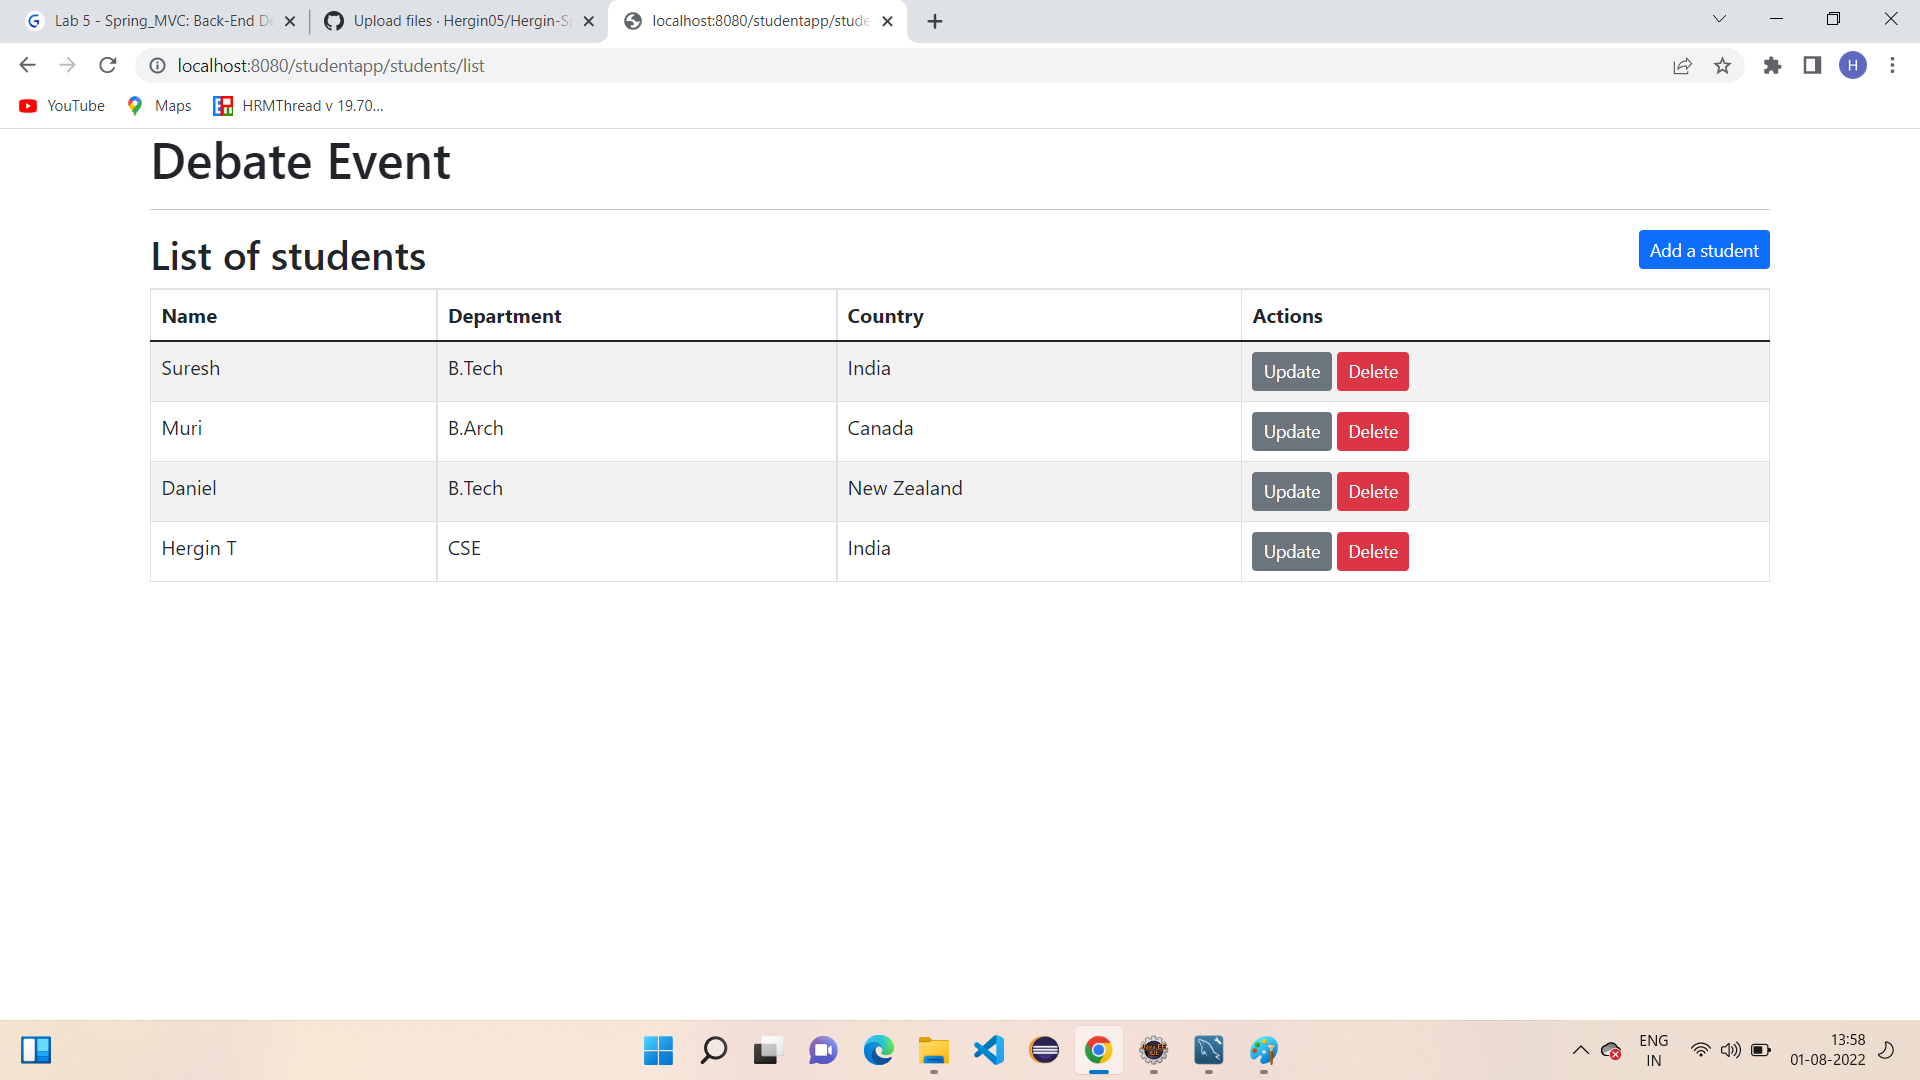 Lab 5 - Spring_MVC: Back-End De
Upload files · Hergin05/Hergin-Sp
localhost:8080/studentapp/stude
localhost:8080/studentapp/students/list
H
YouTube
Maps
HRMThread v 19.70...
Debate Event
List of students
Add a student
Name Department Country Actions
Suresh B.Tech India Update Delete
Muri B.Arch Canada Update Delete
Daniel B.Tech New Zealand Update Delete
Hergin T CSE India Update Delete
ENG
IN
13:58
01-08-2022